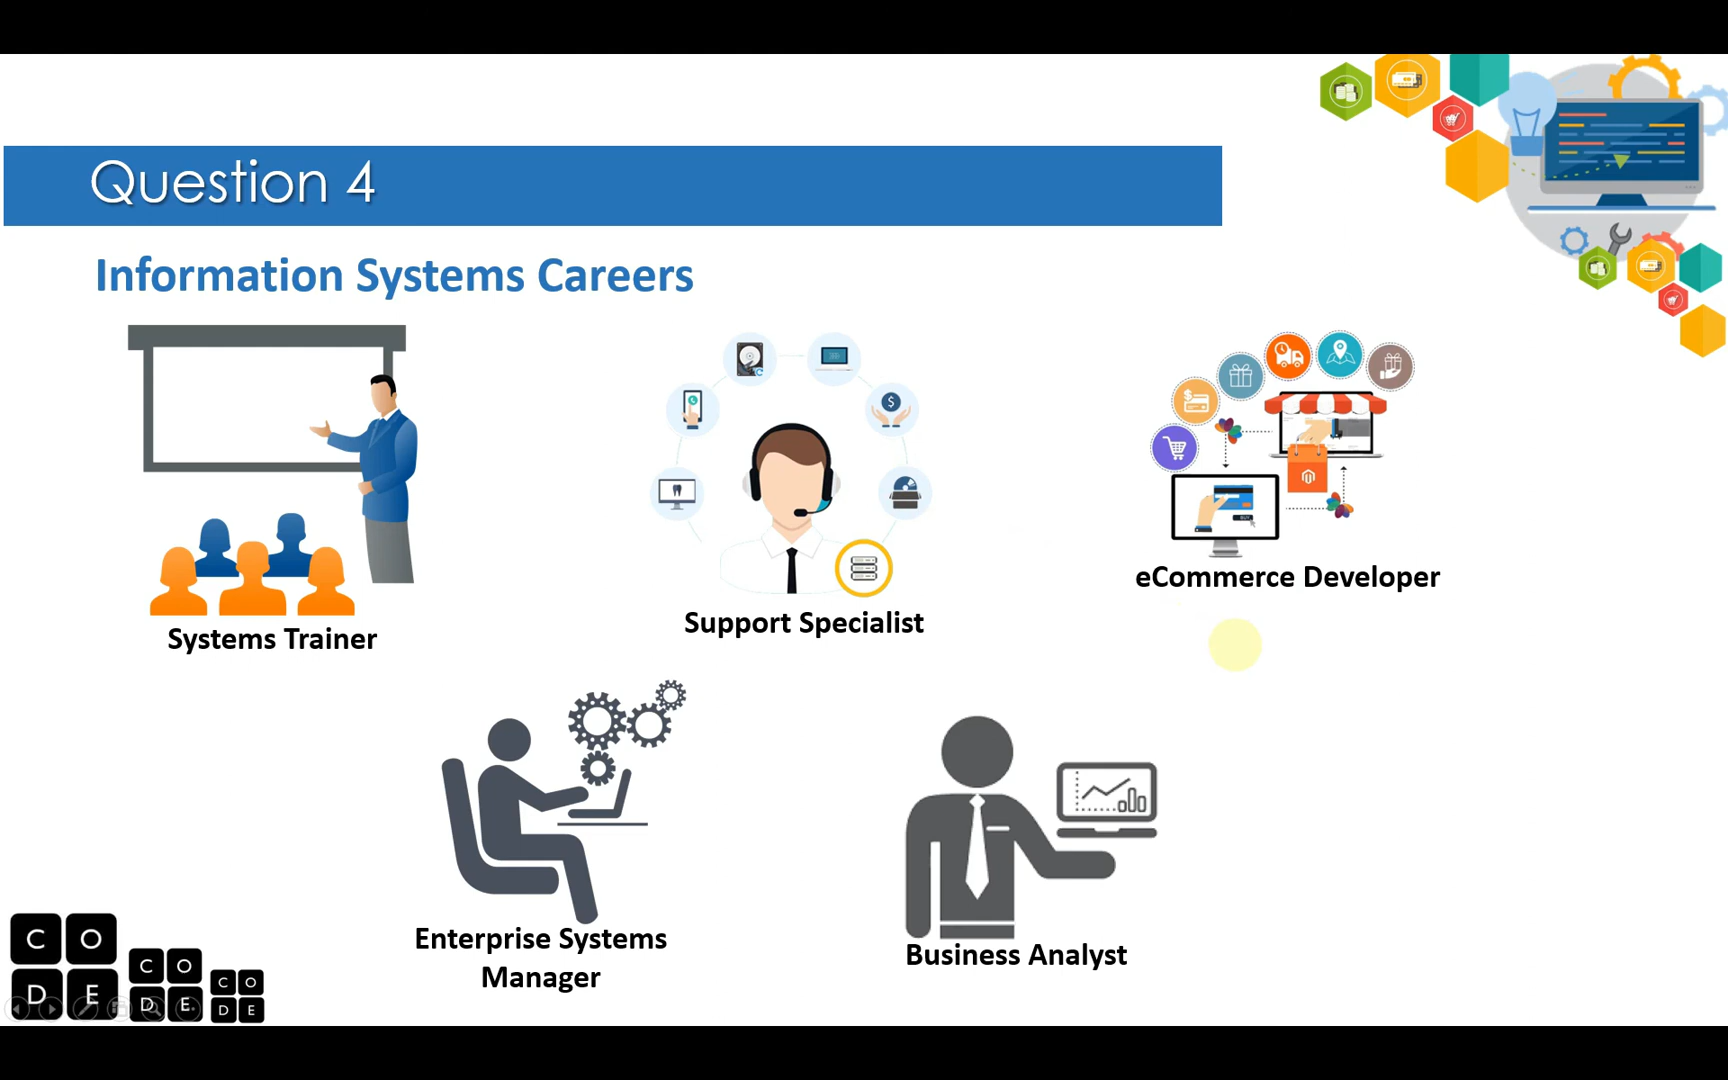 Question 4
Information Systems Careers
Systems Trainer
Support Specialist
eCommerce Developer
Enterprise Systems
Manager
Business Analyst
C O
D E
C O
D E
C O
D E